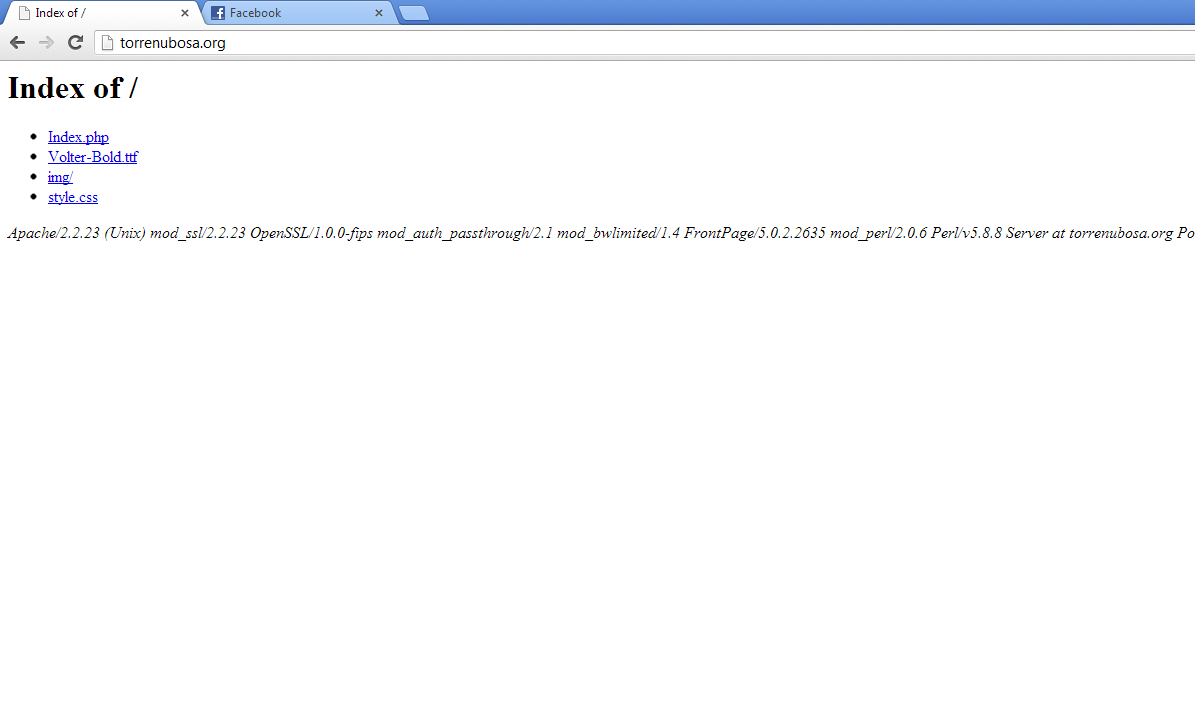 Index of /
Facebook
torrenubosa.org
Index of /
Index.php
Volter-Bold.ttf
img/
style.css
Apache/2.2.23 (Unix) mod_ssl/2.2.23 OpenSSL/1.0.0-fips mod_auth_passthrough/2.1 mod_bwlimited/1.4 FrontPage/5.0.2.2635 mod_perl/2.0.6 Perl/v5.8.8 Server at torrenubosa.org Po